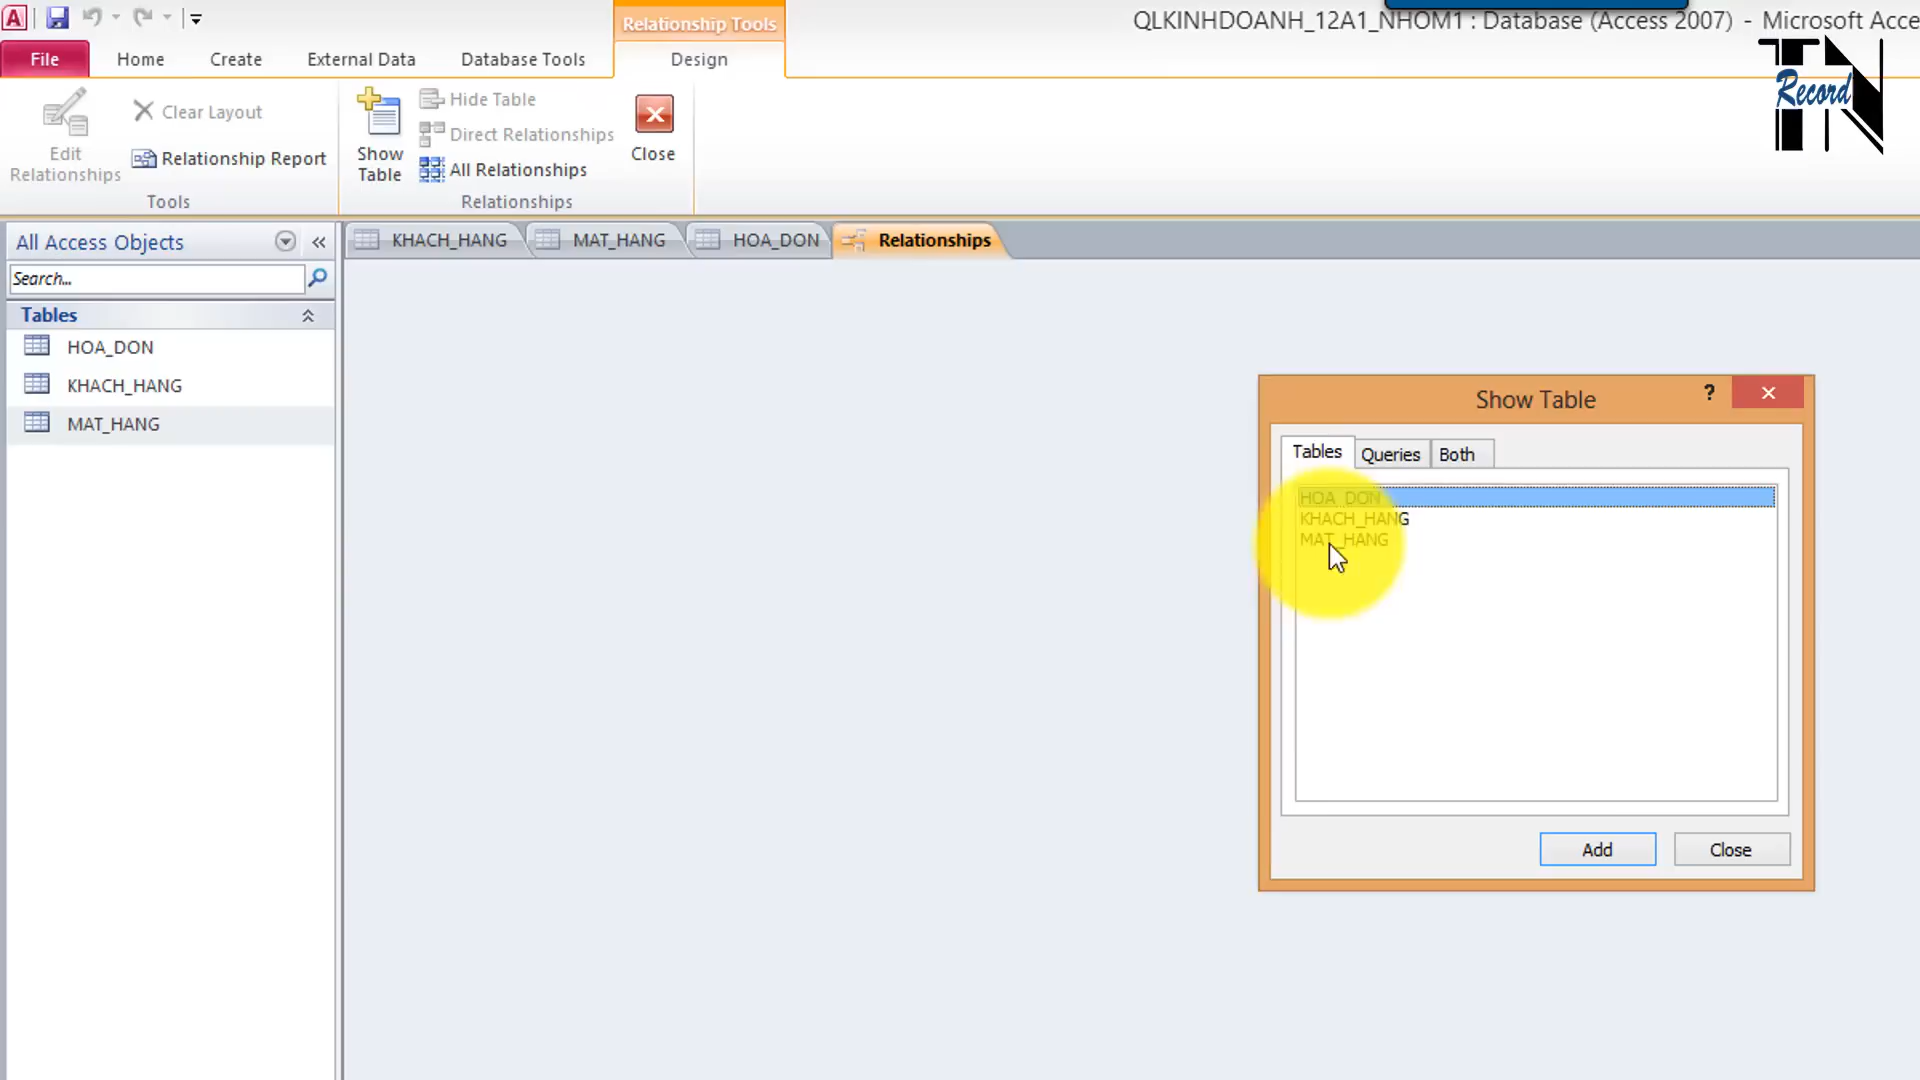 QLKINHDOANH_12A1_NHOM1 : Database (Access 2007) - Microsoft Acce
Relationship Tools
File
Home
Create
External Data
Database Tools
Design
TN
Record
Edit
Relationships
Clear Layout
Relationship Report
Tools
Show
Table
Hide Table
Direct Relationships
All Relationships
Close
Relationships
All Access Objects
KHACH_HANG
MAT_HANG
HOA_DON
Relationships
Search...
Tables
HOA_DON
KHACH_HANG
MAT_HANG
Show Table
?
Tables
Queries
Both
HOA_DON
KHACH_HANG
MAT_HANG
Add
Close